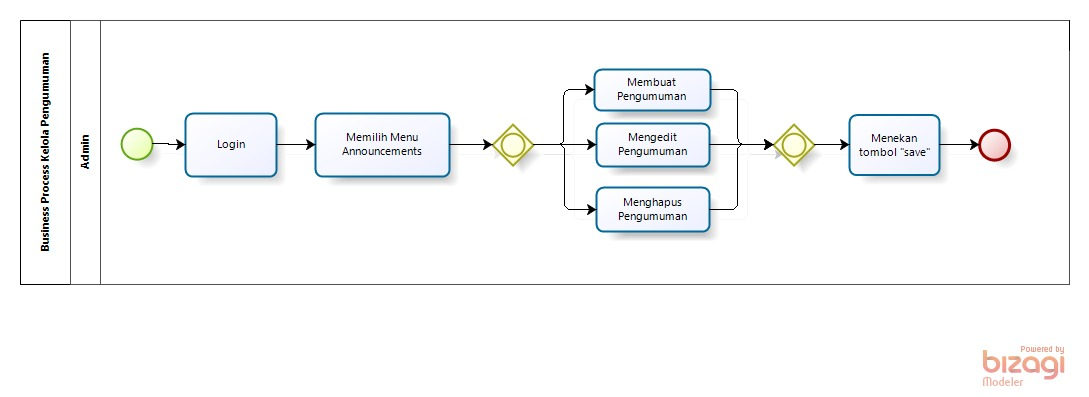 Business Process Kelola Pengumuman
Admin
Login
Memilih Menu
Announcements
Membuat
Pengumuman
Mengedit
Pengumuman
Menghapus
Pengumuman
Menekan
tombol "save"
Powered by
bizagi
Modeler